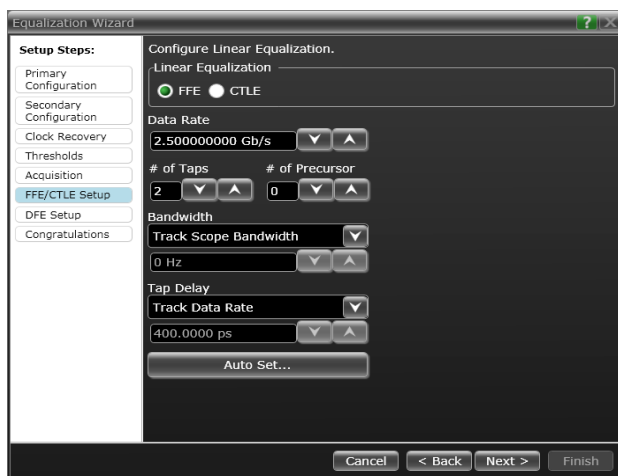 Equalization Wizard
?
Setup Steps:
Primary
Configuration
Secondary
Configuration
Clock Recovery
Thresholds
Acquisition
FFE/CTLE Setup
DFE Setup
Congratulations
Configure Linear Equalization.
Linear Equalization
FFE CTLE
Data Rate
2.500000000 Gb/s
# of Taps # of Precursor
2 0
Bandwidth
Track Scope Bandwidth
0 Hz
Tap Delay
Track Data Rate
400.0000 ps
Auto Set...
Cancel < Back Next > Finish